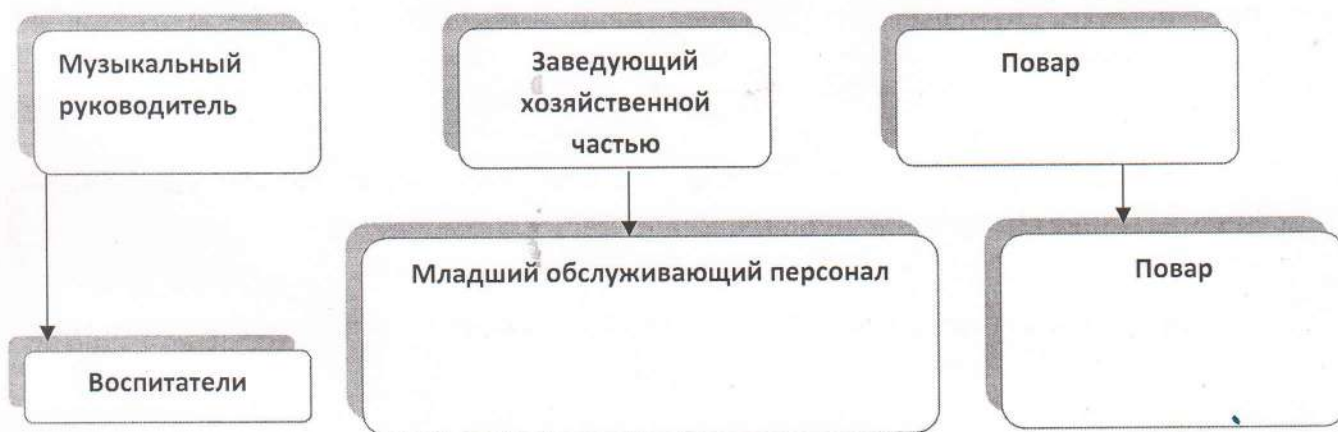 Музыкальный
руководитель
Заведующий
хозяйственной
частью
Повар
Младший обслуживающий персонал
Повар
Воспитатели